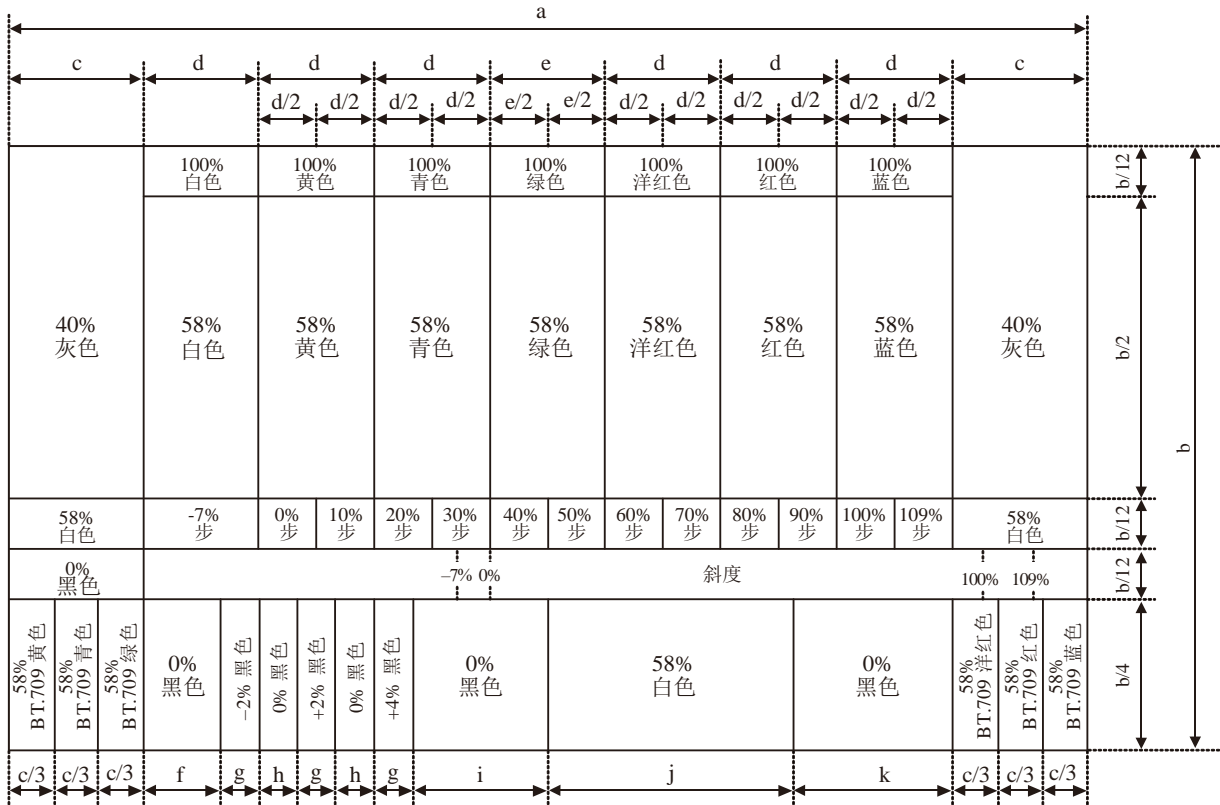 a
c d d d e d d d c
d/2 d/2 d/2 d/2 e/2 e/2 d/2 d/2 d/2 d/2 d/2 d/2
100% 100% 100% 100% 100% 100% 100%
白色 黄色 青色 绿色 洋红色 红色 蓝色
b/12
40% 58% 58% 58% 58% 58% 58% 58% 40%
灰色 白色 黄色 青色 绿色 洋红色 红色 蓝色 灰色
b/2
b
58% -7% 0% 10% 20% 30% 40% 50% 60% 70% 80% 90% 100% 109% 58%
白色 步 步 步 步 步 步 步 步 步 步 步 步 步 白色
b/12
0%
黑色
–7% 0% 斜度 100% 109%
b/12
58%
BT.709 黄色
58%
BT.709 青色
58%
BT.709 绿色
0%
黑色
–2% 黑色
0% 黑色
+2% 黑色
0% 黑色
+4% 黑色
0%
黑色
58%
白色
0%
黑色
58%
BT.709 洋红色
58%
BT.709 红色
58%
BT.709 蓝色
b/4
c/3 c/3 c/3 f g h g h g i j k c/3 c/3 c/3